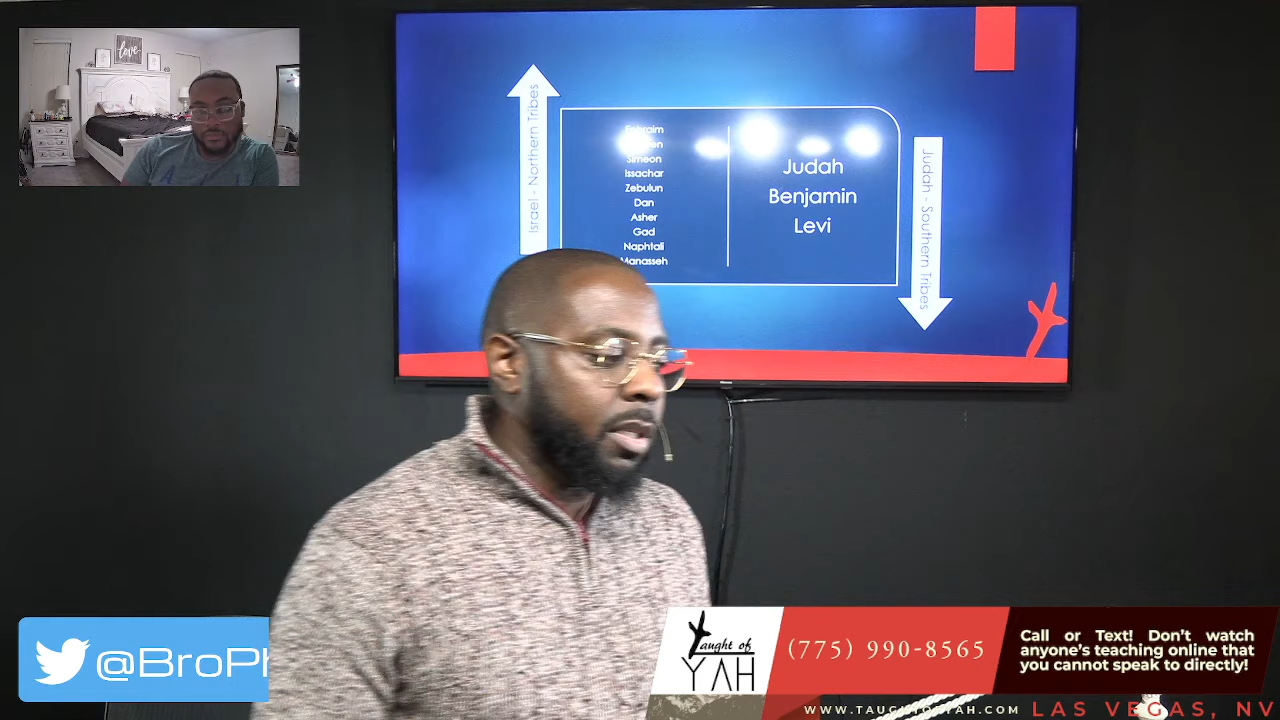 love
Israel - Northern Tribes
Simeon
Issachar
Zebulun
Dan
Asher
Gad
Naphtali
Manasseh
Judah
Benjamin
Levi
Judah - Southern Tribes
Taught of
YAH
(775) 990-8565
Call or Text! Don't watch
anyone's teaching online that
you cannot speak to directly!
LAS VEGAS, NV